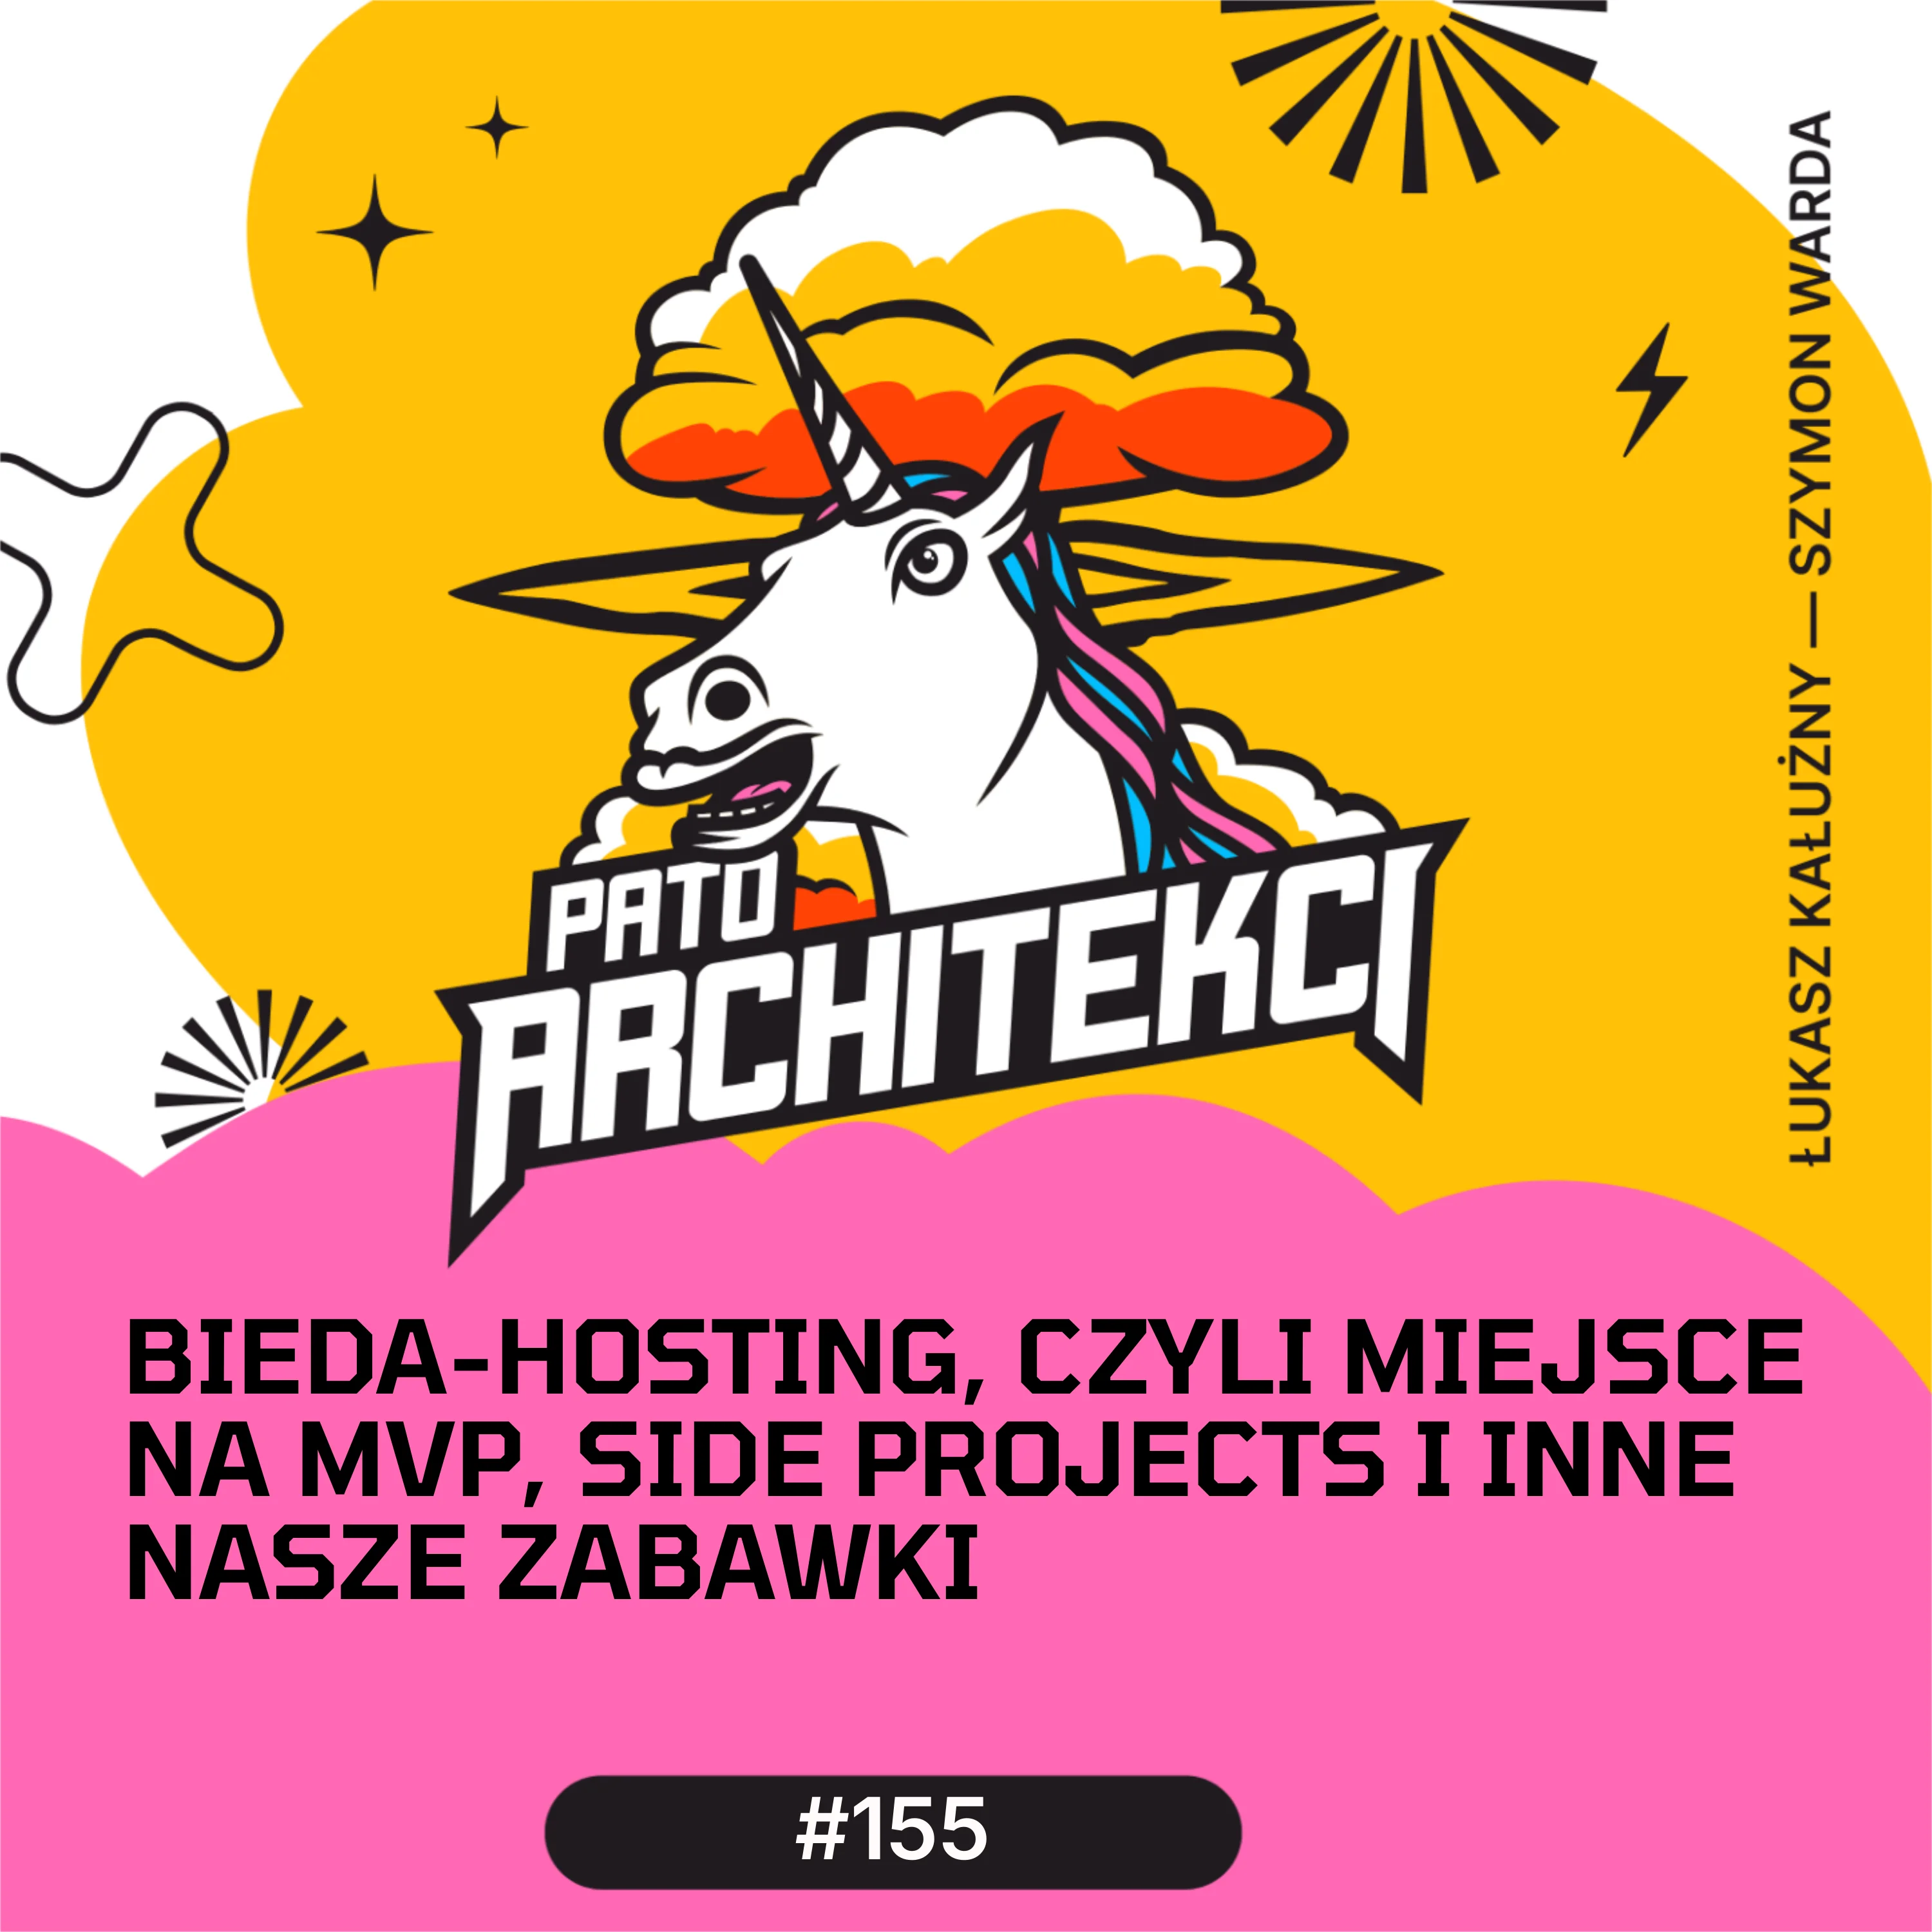 PATO
ARCHITEKCI
ŁUKASZ KAŁUŻNY — SZYMON WARDA
BIEDA-HOSTING, CZYLI MIEJSCE
NA MVP, SIDE PROJECTS I INNE
NASZE ZABAWKI
#155